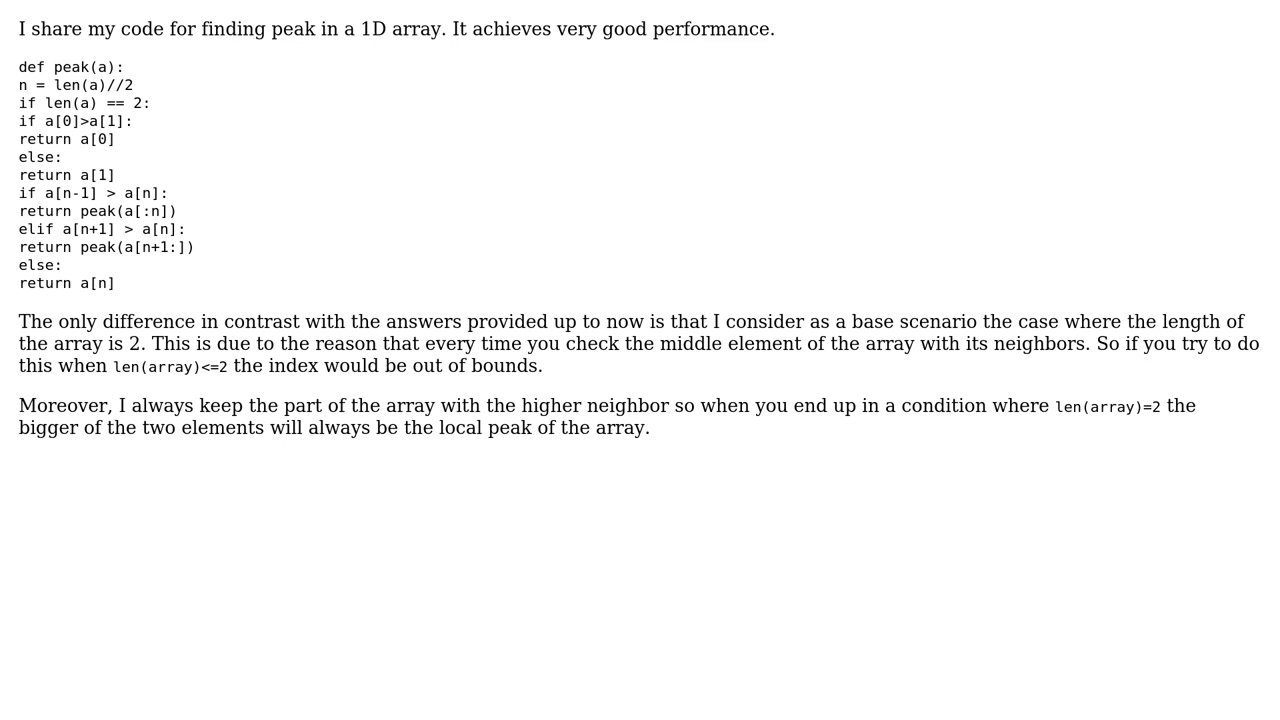 I share my code for finding peak in a 1D array. It achieves very good performance.
def peak(a):
n = len(a)//2
if len(a) == 2:
if a[0]>a[1]:
return a[0]
else:
return a[1]
if a[n-1] > a[n]:
return peak(a[:n])
elif a[n+1] > a[n]:
return peak(a[n+1:])
else:
return a[n]
The only difference in contrast with the answers provided up to now is that I consider as a base scenario the case where the length of
the array is 2. This is due to the reason that every time you check the middle element of the array with its neighbors. So if you try to do
this when len(array)<=2 the index would be out of bounds.
Moreover, I always keep the part of the array with the higher neighbor so when you end up in a condition where len(array)=2 the
bigger of the two elements will always be the local peak of the array.